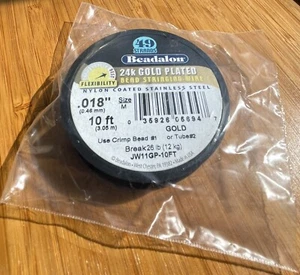 49
STRANDS
Beadalon
FLEXIBILITY
24K GOLD PLATED
BEAD STRINGING WIRE
NYLON COATED STAINLESS STEEL
.018"
(0.46 mm)
Size
M
10 ft
(3.05 m)
0 35926 05694 7
GOLD
Use Crimp Bead #1 or Tube#2
Break 26 lb (12 kg)
JW11GP-10FT